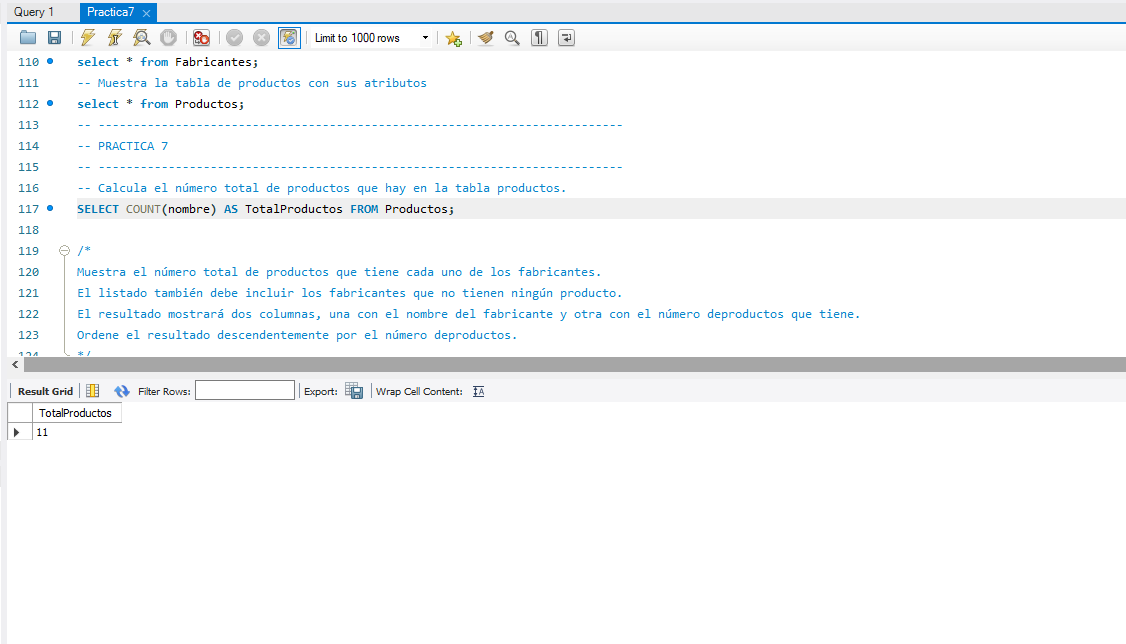 Query 1
Practica7
Limit to 1000 rows
110 select * from Fabricantes;
111 -- Muestra la tabla de productos con sus atributos
112 select * from Productos;
113 -- ---------------------------------------------------------------------------
114 -- PRACTICA 7
115 -- ---------------------------------------------------------------------------
116 -- Calcula el número total de productos que hay en la tabla productos.
117 SELECT COUNT(nombre) AS TotalProductos FROM Productos;
118
119 /*
120 Muestra el número total de productos que tiene cada uno de los fabricantes.
121 El listado también debe incluir los fabricantes que no tienen ningún producto.
122 El resultado mostrará dos columnas, una con el nombre del fabricante y otra con el número deproductos que tiene.
123 Ordene el resultado descendentemente por el número deproductos.
124 */
Result Grid Filter Rows: Export: Wrap Cell Content:
TotalProductos
11